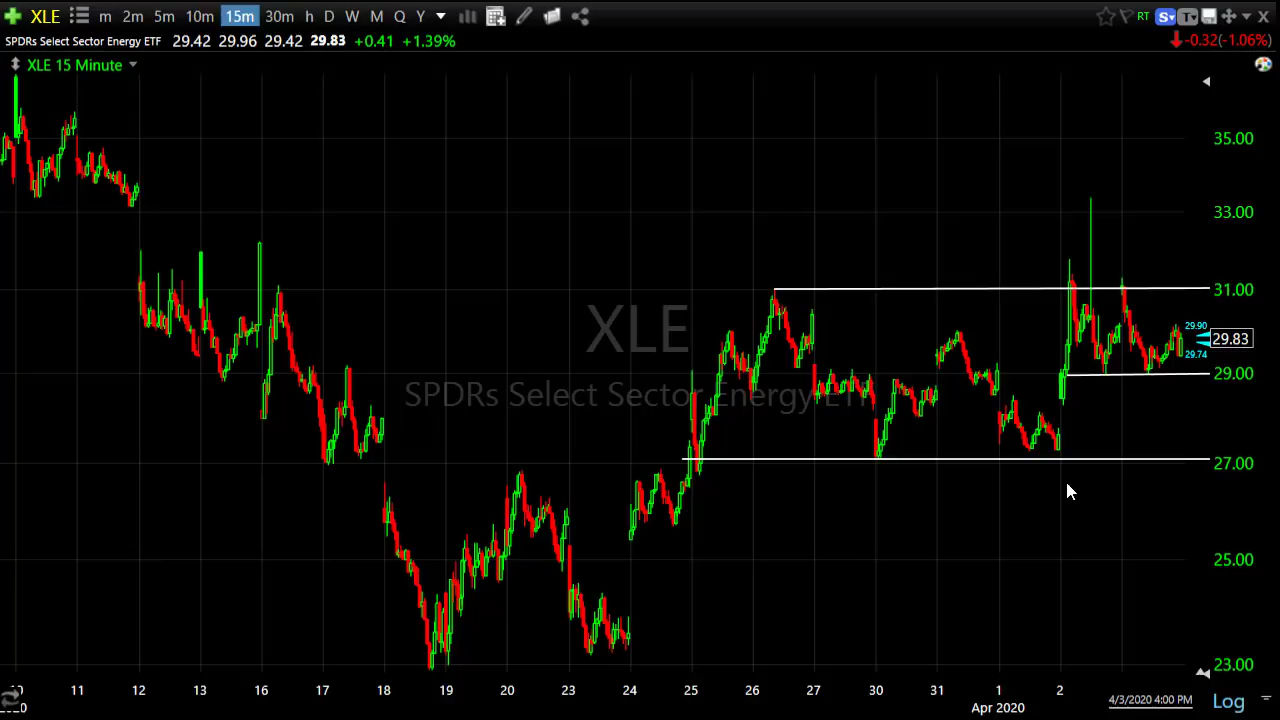 XLE m 2m 5m 10m 15m 30m h D W M Q Y RT S T X
SPDRs Select Sector Energy ETF 29.42 29.96 29.42 29.83 +0.41 +1.39% -0.32(-1.06%)
XLE 15 Minute
35.00
33.00
31.00
XLE
29.90
29.83
29.74
29.00
SPDRs Select Sector Energy ETF
27.00
25.00
23.00
11 12 13 16 17 18 19 20 23 24 25 26 27 30 31 1 2
4/3/2020 4:00 PM Log
Apr 2020